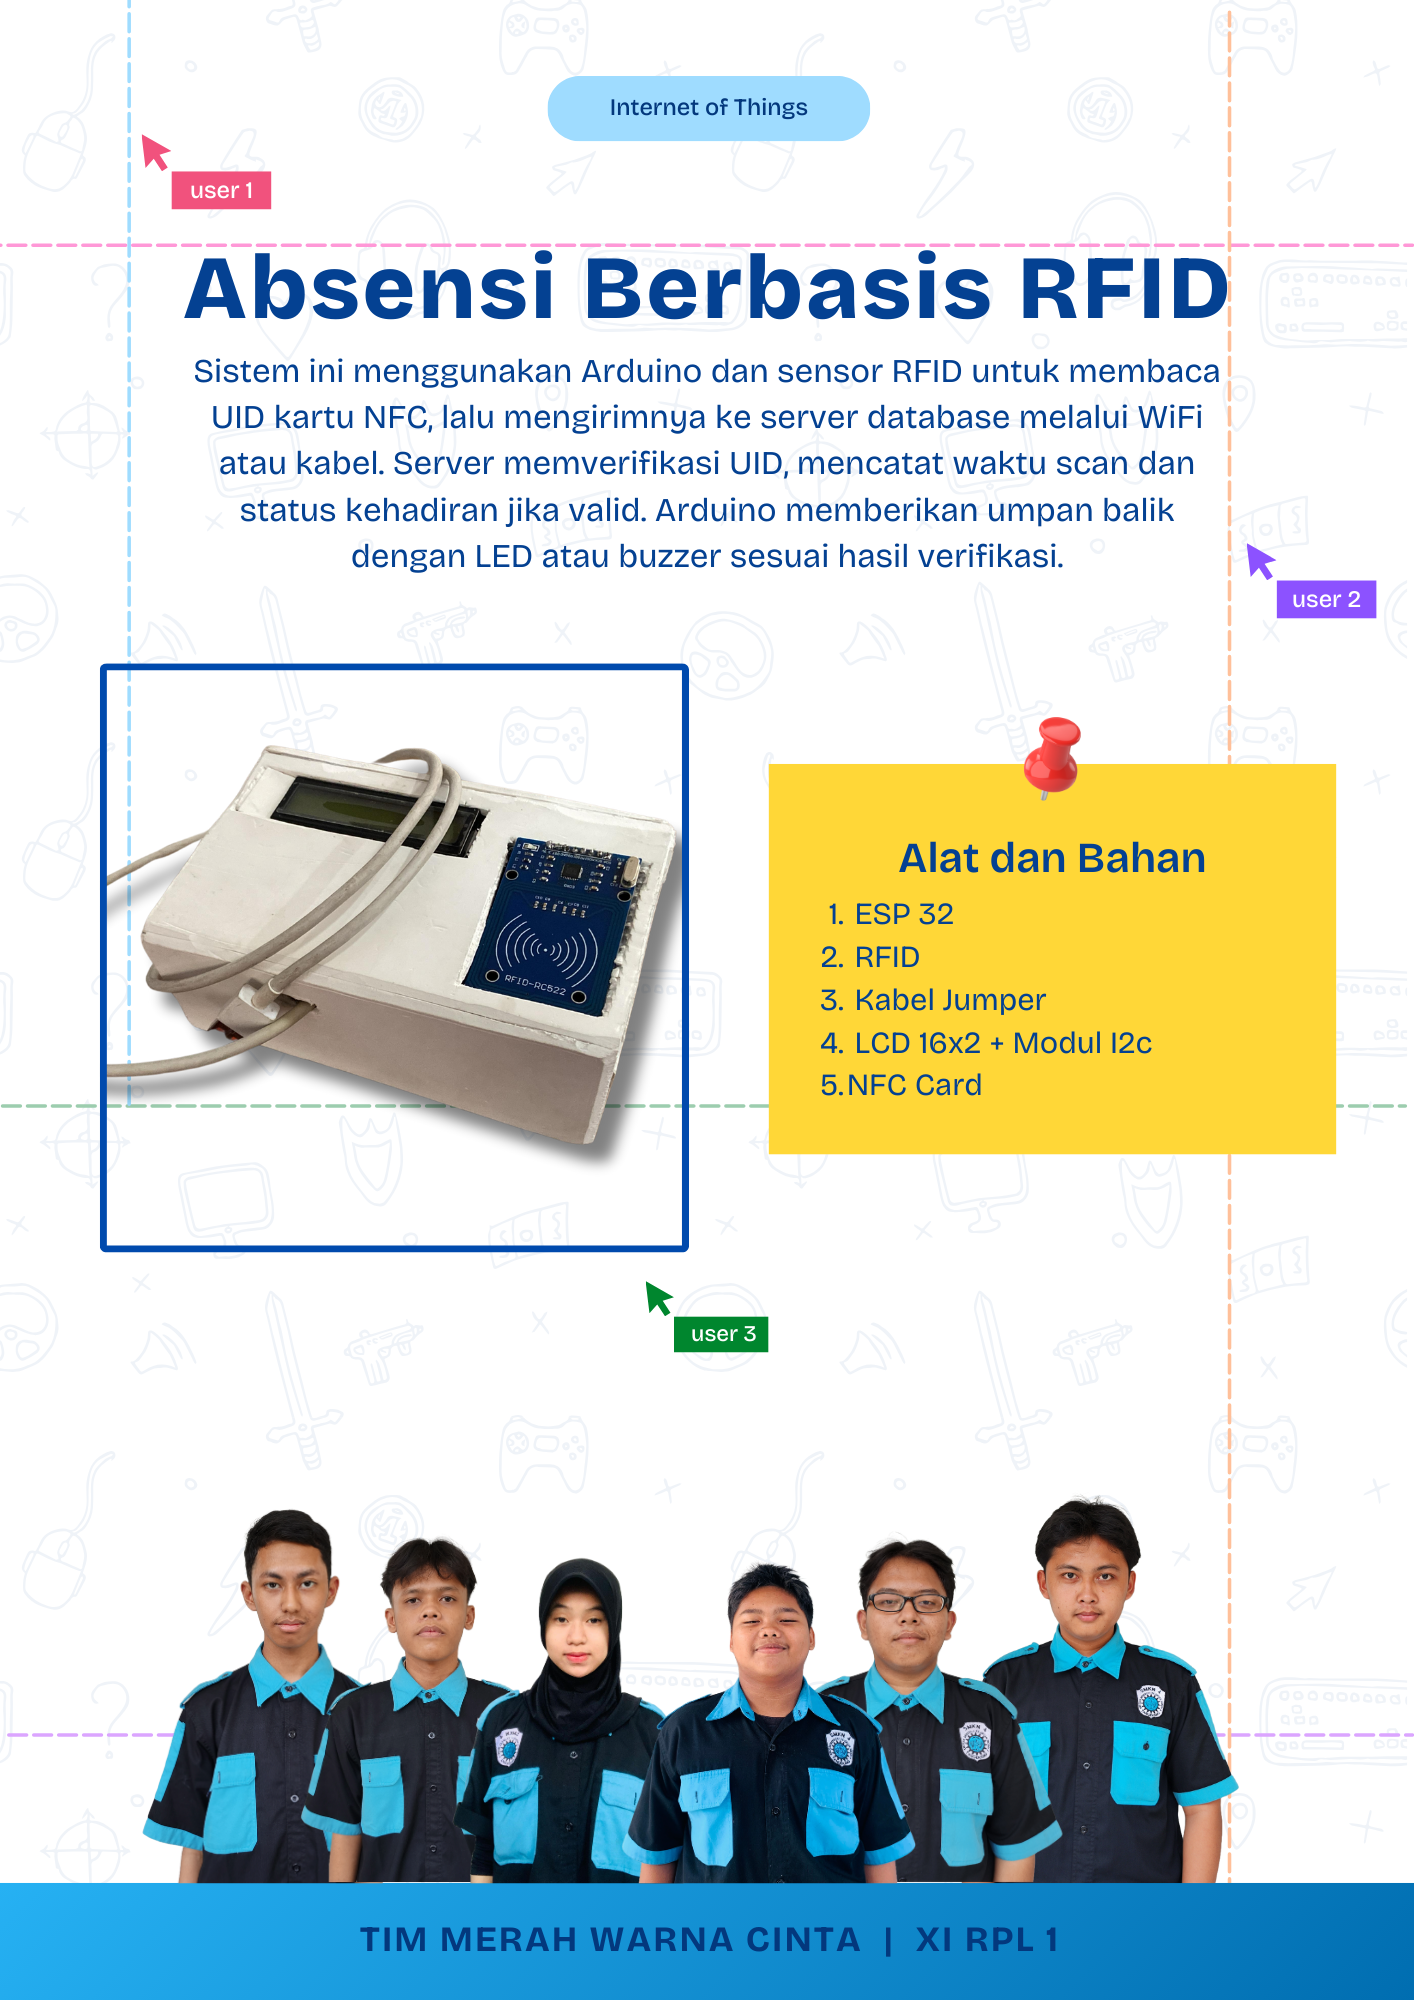 Internet of Things
user 1
Absensi Berbasis RFID
Sistem ini menggunakan Arduino dan sensor RFID untuk membaca
UID kartu NFC, lalu mengirimnya ke server database melalui WiFi
atau kabel. Server memverifikasi UID, mencatat waktu scan dan
status kehadiran jika valid. Arduino memberikan umpan balik
dengan LED atau buzzer sesuai hasil verifikasi.
user 2
RFID-RC522
Alat dan Bahan
1. ESP 32
2. RFID
3. Kabel Jumper
4. LCD 16x2 + Modul I2c
5.NFC Card
user 3
TIM MERAH WARNA CINTA | XI RPL 1